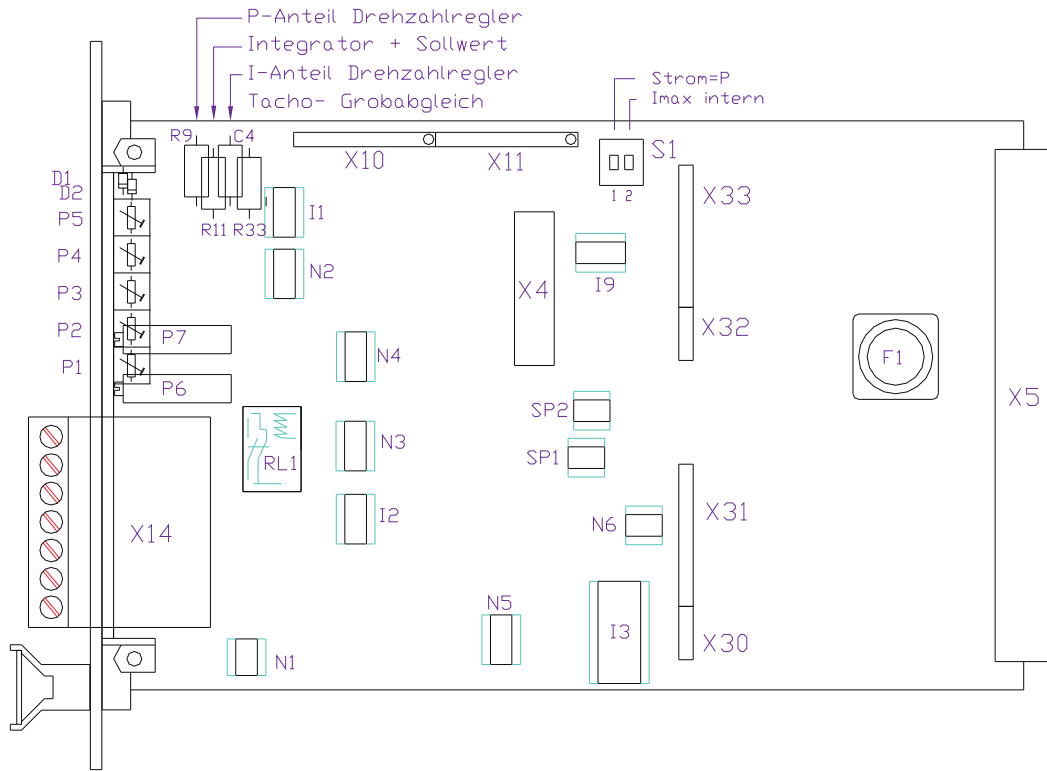 P-Anteil Drehzahlregler
Integrator + Sollwert
I-Anteil Drehzahlregler
Tacho- Grobabgleich
Strom=P
Imax intern
R9
C4
X10
X11
S1
1 2
D1
D2
X33
P5
R11
R33
I1
P4
N2
X4
I9
P3
P2
P7
X32
P1
N4
F1
P6
X5
SP2
N3
RL1
SP1
I2
X31
N6
X14
N5
I3
X30
N1